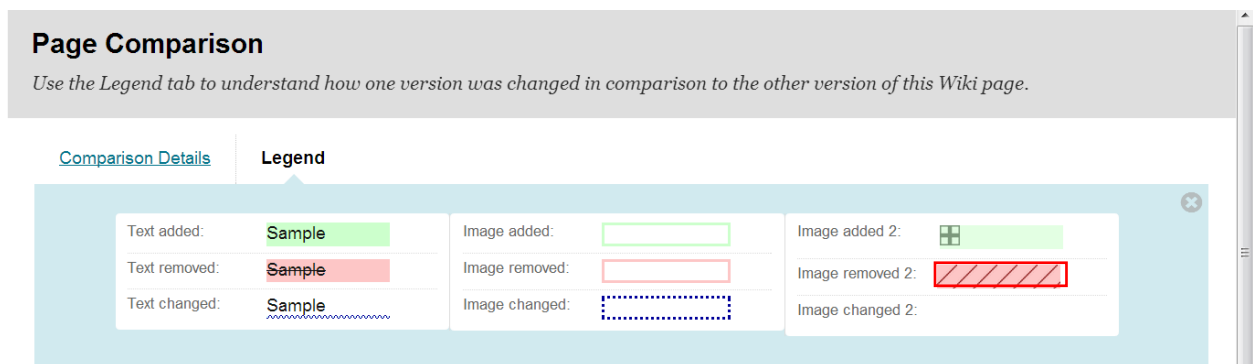 Page Comparison
Use the Legend tab to understand how one version was changed in comparison to the other version of this Wiki page.
Comparison Details
Legend
Text added: Sample
Text removed: Sample
Text changed: Sample
Image added:
Image removed:
Image changed:
Image added 2:
Image removed 2:
Image changed 2: